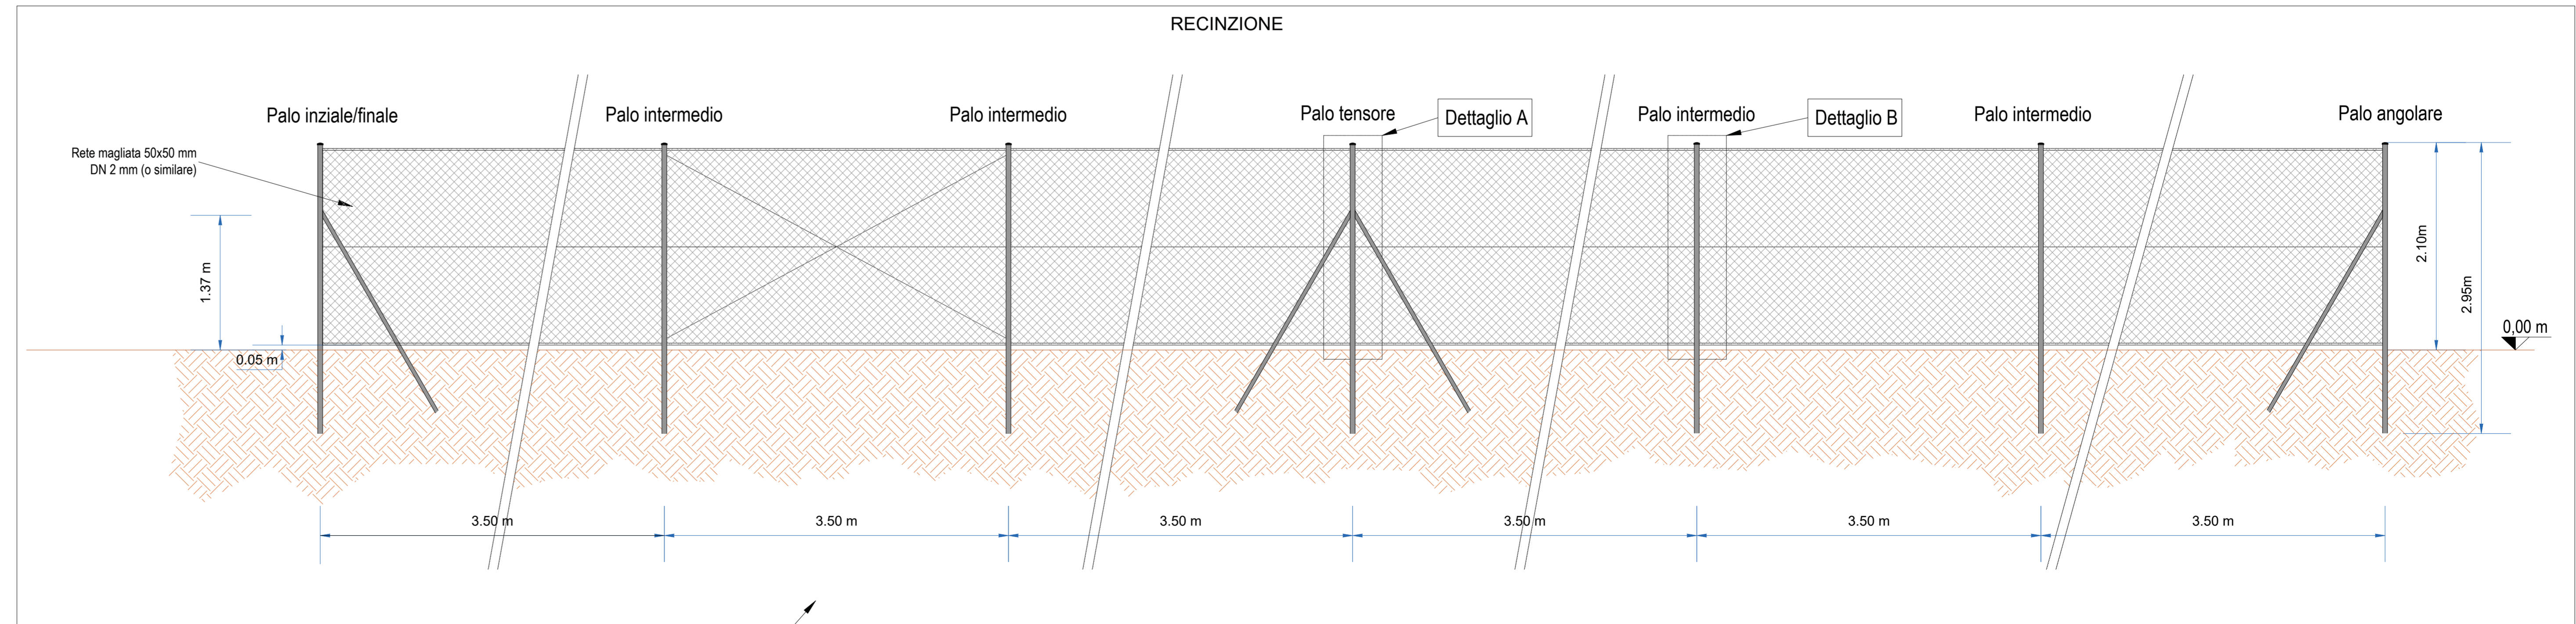 RECINZIONE
Palo inziale/finale
Palo intermedio
Palo intermedio
Palo tensore
Dettaglio A
Palo intermedio
Dettaglio B
Palo intermedio
Palo angolare
Rete magliata 50x50 mm
DN 2 mm (o similare)
1.37 m
0.05 m
2.10m
2.95m
0,00 m
3.50 m
3.50 m
3.50 m
3.50 m
3.50 m
3.50 m